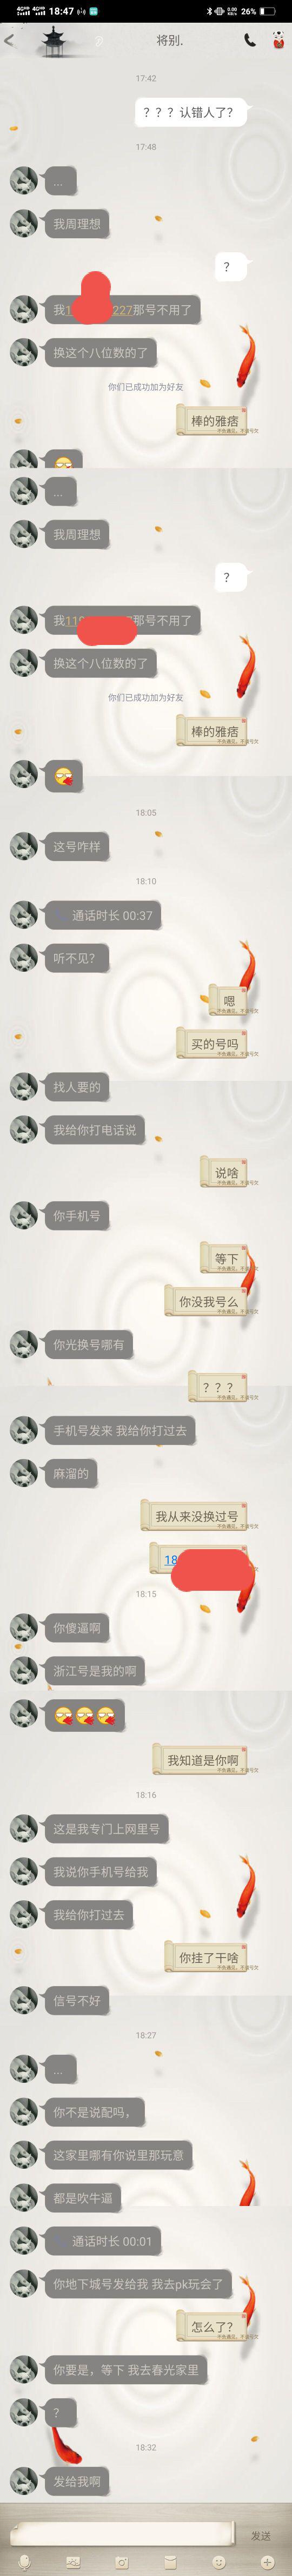 4G HD 4G HD 18:47
0.00 KB/s 26%
将别.
17:42
？？？认错人了？
17:48
...
我周理想
？
我1 227那号不用了
换这个八位数的了
你们已成功加为好友
棒的雅痞
...
我周理想
？
我11 那号不用了
换这个八位数的了
你们已成功加为好友
棒的雅痞
18:05
这号咋样
18:10
通话时长 00:37
听不见？
嗯
买的号吗
找人要的
我给你打电话说
说啥
你手机号
等下
你没我号么
你光换号哪有
？？？
手机号发来 我给你打过去
麻溜的
我从来没换过号
18
18:15
你傻逼啊
浙江号是我的啊
我知道是你啊
18:16
这是我专门上网里号
我说你手机号给我
我给你打过去
你挂了干啥
信号不好
18:27
...
你不是说配吗，
这家里哪有你说里那玩意
都是吹牛逼
通话时长 00:01
你地下城号发给我 我去pk玩会了
怎么了？
你要是，等下 我去春光家里
？
18:32
发给我啊
发送